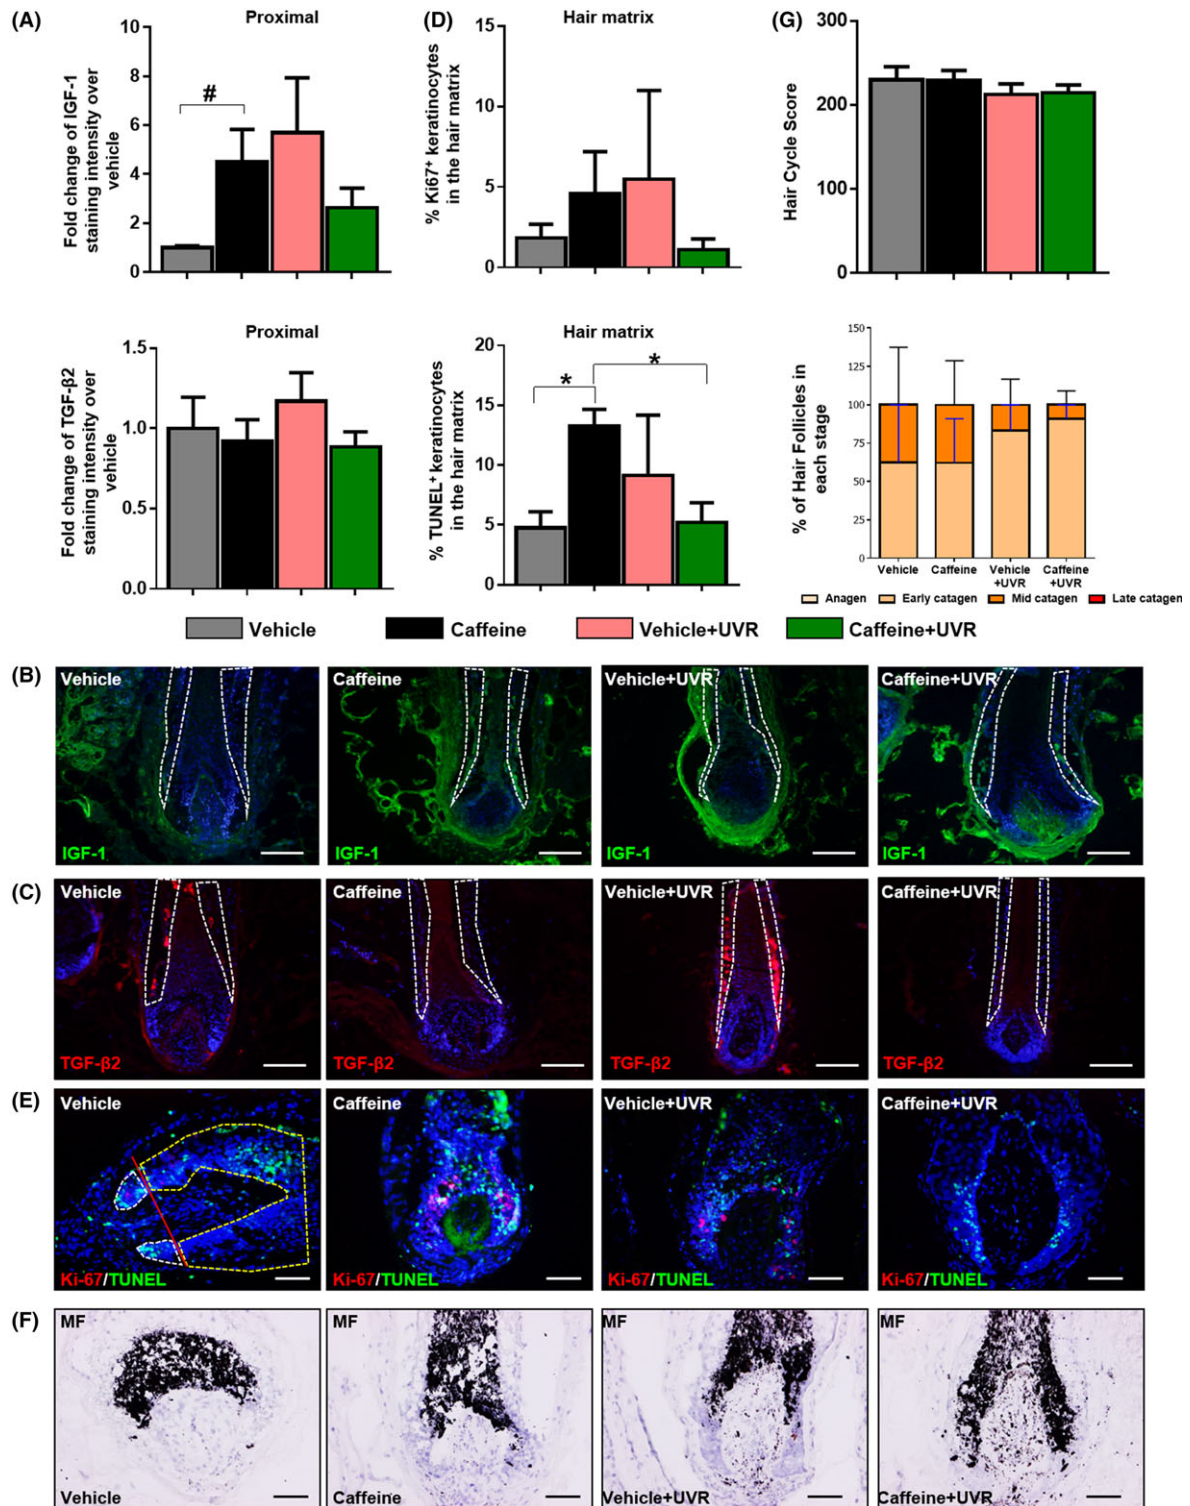 (A)
Proximal
Fold change of IGF-1
staining intensity over
vehicle
10
8
6
4
2
0
#
(D)
Hair matrix
% Ki67⁺ keratinocytes
in the hair matrix
15
10
5
0
(G)
Hair Cycle Score
300
200
100
0
Proximal
Fold change of TGF-β2
staining intensity over
vehicle
1.5
1.0
0.5
0.0
Hair matrix
% TUNEL⁺ keratinocytes
in the hair matrix
20
15
10
5
0
*
*
% of Hair Follicles in
each stage
150
125
100
75
50
25
0
Vehicle Caffeine Vehicle +UVR Caffeine +UVR
Anagen Early catagen Mid catagen Late catagen
Vehicle Caffeine Vehicle+UVR Caffeine+UVR
(B)
Vehicle Caffeine Vehicle+UVR Caffeine+UVR
IGF-1 IGF-1 IGF-1 IGF-1
(C)
Vehicle Caffeine Vehicle+UVR Caffeine+UVR
TGF-β2 TGF-β2 TGF-β2 TGF-β2
(E)
Vehicle Caffeine Vehicle+UVR Caffeine+UVR
Ki-67/TUNEL Ki-67/TUNEL Ki-67/TUNEL Ki-67/TUNEL
(F)
MF MF MF MF
Vehicle Caffeine Vehicle+UVR Caffeine+UVR